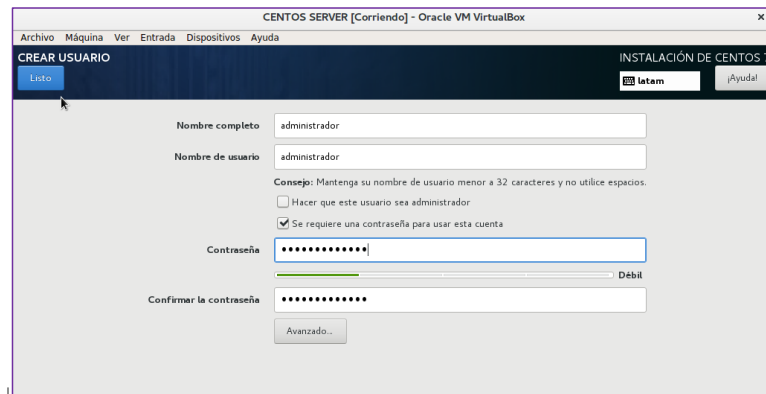 CENTOS SERVER [Corriendo] - Oracle VM VirtualBox
Archivo Máquina Ver Entrada Dispositivos Ayuda
CREAR USUARIO
INSTALACIÓN DE CENTOS 7
Listo
latam
¡Ayuda!
Nombre completo administrador
Nombre de usuario administrador
Consejo: Mantenga su nombre de usuario menor a 32 caracteres y no utilice espacios.
Hacer que este usuario sea administrador
Se requiere una contraseña para usar esta cuenta
Contraseña •••••••••••••
Débil
Confirmar la contraseña •••••••••••••
Avanzado...